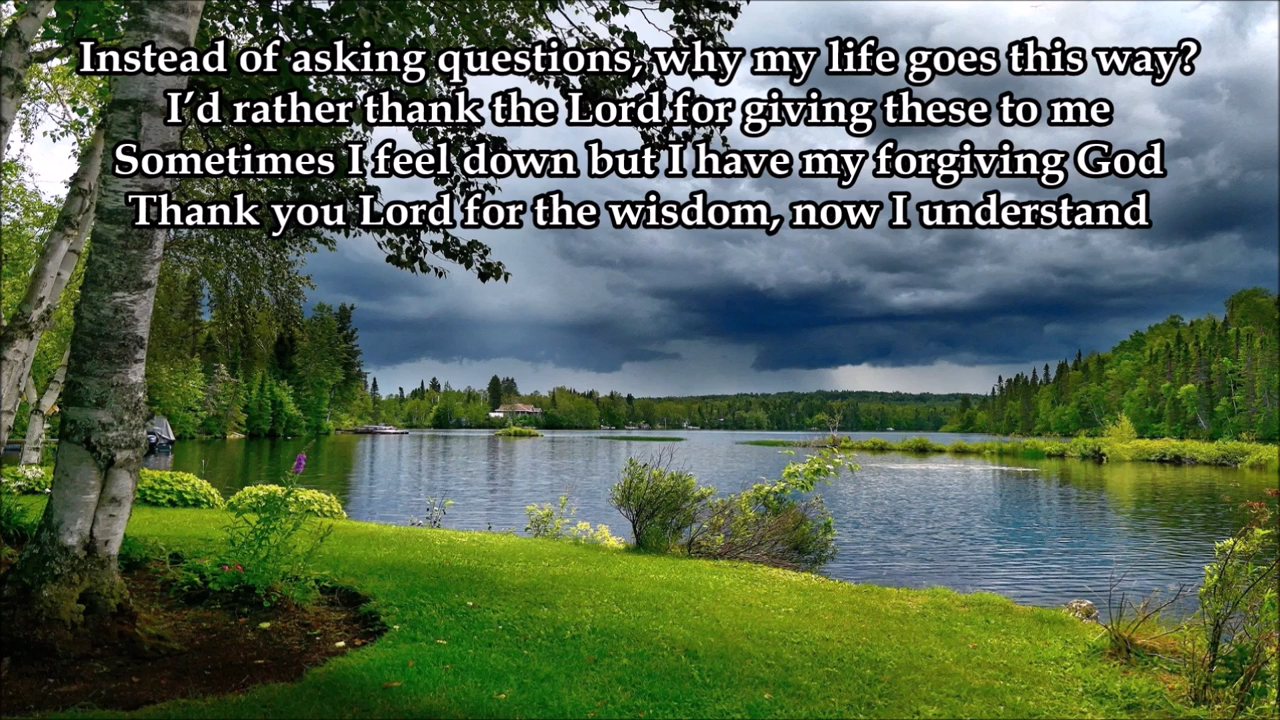 Instead of asking questions, why my life goes this way?
I’d rather thank the Lord for giving these to me
Sometimes I feel down but I have my forgiving God
Thank you Lord for the wisdom, now I understand